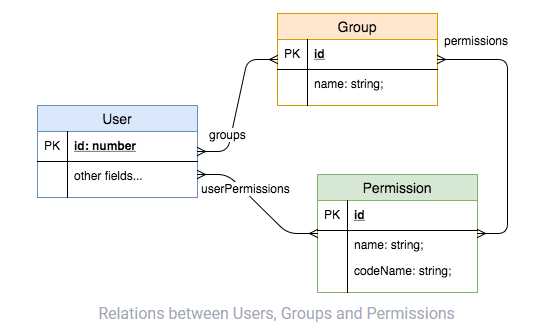 Group
permissions
PK id
name: string;
User
groups
PK id: number
other fields...
userPermissions
Permission
PK id
name: string;
codeName: string;
Relations between Users, Groups and Permissions